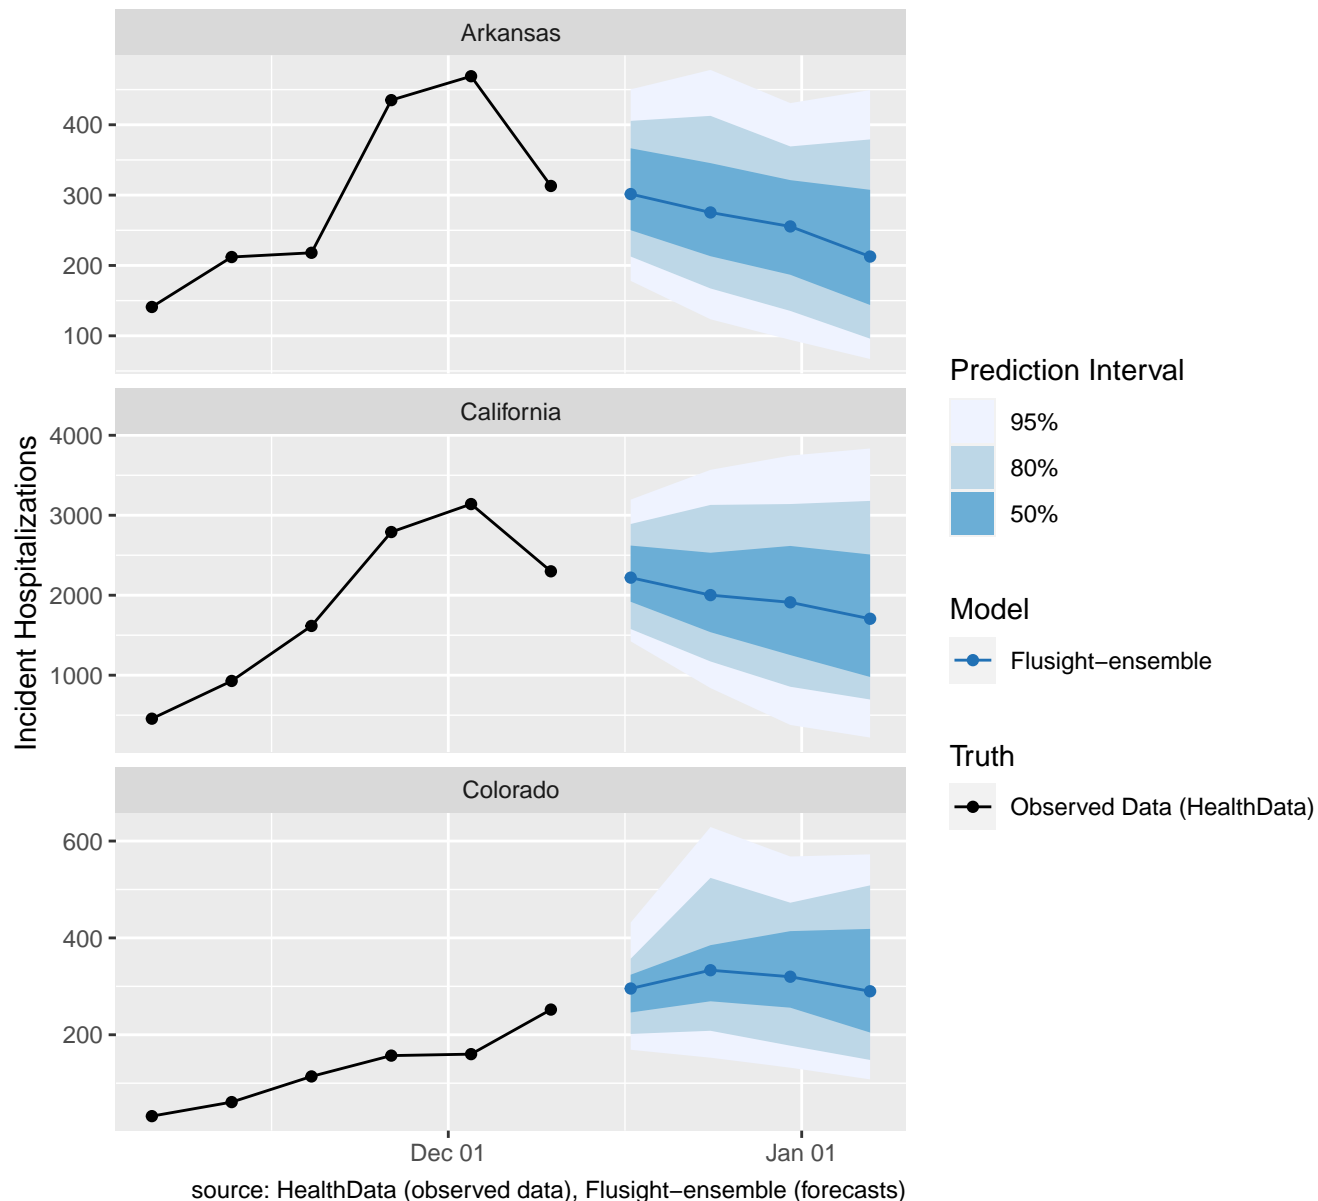 Arkansas
400
300
200
100
California
4000
3000
2000
1000
Colorado
600
400
200
Dec 01
Jan 01
Incident Hospitalizations
source: HealthData (observed data), Flusight−ensemble (forecasts)
Prediction Interval
95%
80%
50%
Model
Flusight−ensemble
Truth
Observed Data (HealthData)